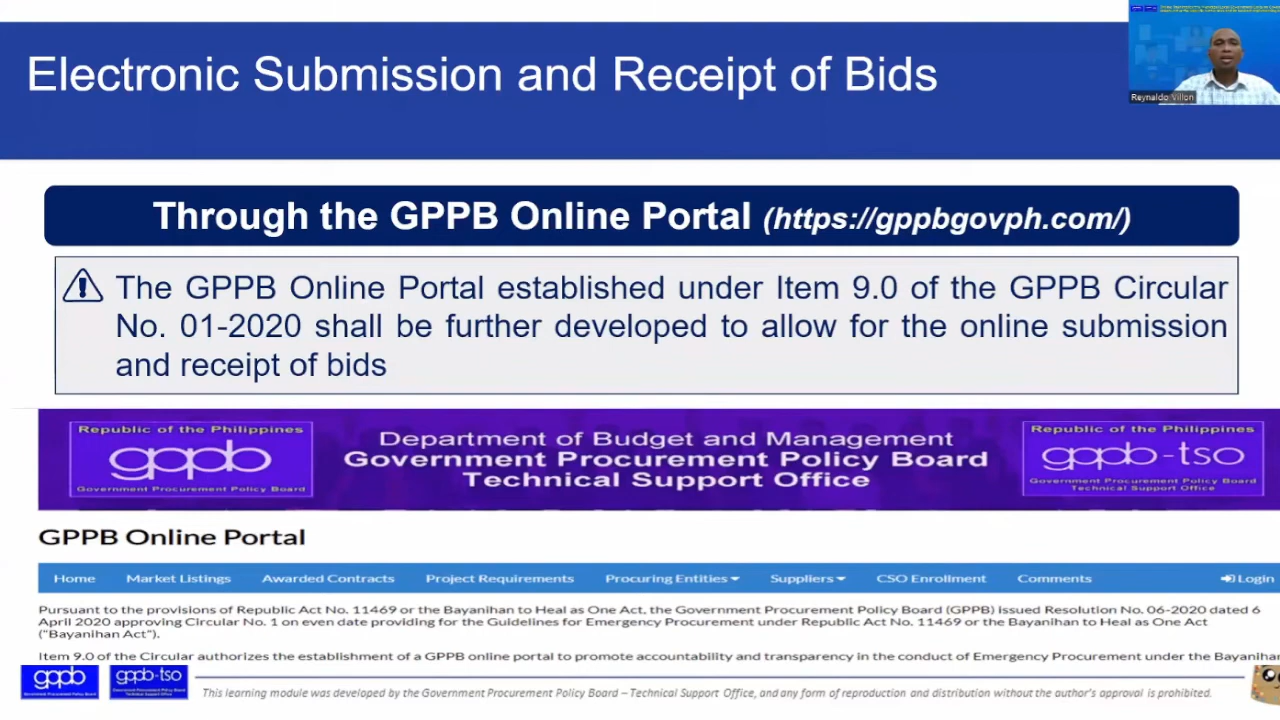 Electronic Submission and Receipt of Bids
Reynaldo Villon
Through the GPPB Online Portal (https://gppbgovph.com/)
The GPPB Online Portal established under Item 9.0 of the GPPB Circular
No. 01-2020 shall be further developed to allow for the online submission
and receipt of bids
Republic of the Philippines
gppb
Government Procurement Policy Board
Department of Budget and Management
Government Procurement Policy Board
Technical Support Office
Republic of the Philippines
gppb-tso
Government Procurement Policy Board
Technical Support Office
GPPB Online Portal
Home Market Listings Awarded Contracts Project Requirements Procuring Entities Suppliers CSO Enrollment Comments Login
Pursuant to the provisions of Republic Act No. 11469 or the Bayanihan to Heal as One Act, the Government Procurement Policy Board (GPPB) issued Resolution No. 06-2020 dated 6
April 2020 approving Circular No. 1 on even date providing for the Guidelines for Emergency Procurement under Republic Act No. 11469 or the Bayanihan to Heal as One Act
("Bayanihan Act").
Item 9.0 of the Circular authorizes the establishment of a GPPB online portal to promote accountability and transparency in the conduct of Emergency Procurement under the Bayanihan
gppb
gppb-tso
This learning module was developed by the Government Procurement Policy Board – Technical Support Office, and any form of reproduction and distribution without the author's approval is prohibited.